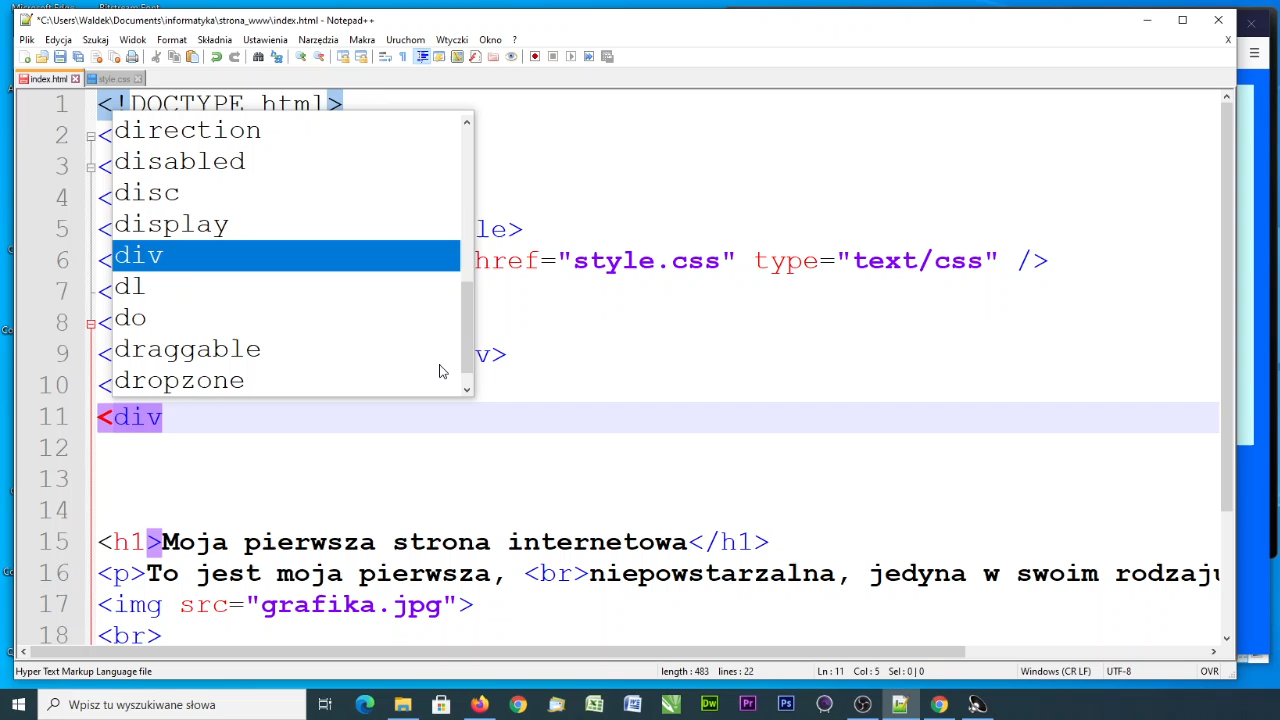 *C:\Users\Waldek\Documents\informatyka\strona_www\index.html - Notepad++
Plik Edycja Szukaj Widok Format Składnia Ustawienia Narzędzia Makra Uruchom Wtyczki Okno ? X
index.html style.css
1 <!DOCTYPE html>
direction
2 <
disabled
3 <
disc
4 <
display
5 < le>
div
6 < href="style.css" type="text/css" />
dl
7 <
do
8 <
draggable
9 < v>
dropzone
10 <
11 <div
12
13
14
15 <h1>Moja pierwsza strona internetowa</h1>
16 <p>To jest moja pierwsza, <br>niepowstarzalna, jedyna w swoim rodzaju
17 <img src="grafika.jpg">
18 <br>
Hyper Text Markup Language file length : 483 lines : 22 Ln : 11 Col : 5 Sel : 0 | 0 Windows (CR LF) UTF-8 OVR
Wpisz tu wyszukiwane słowa